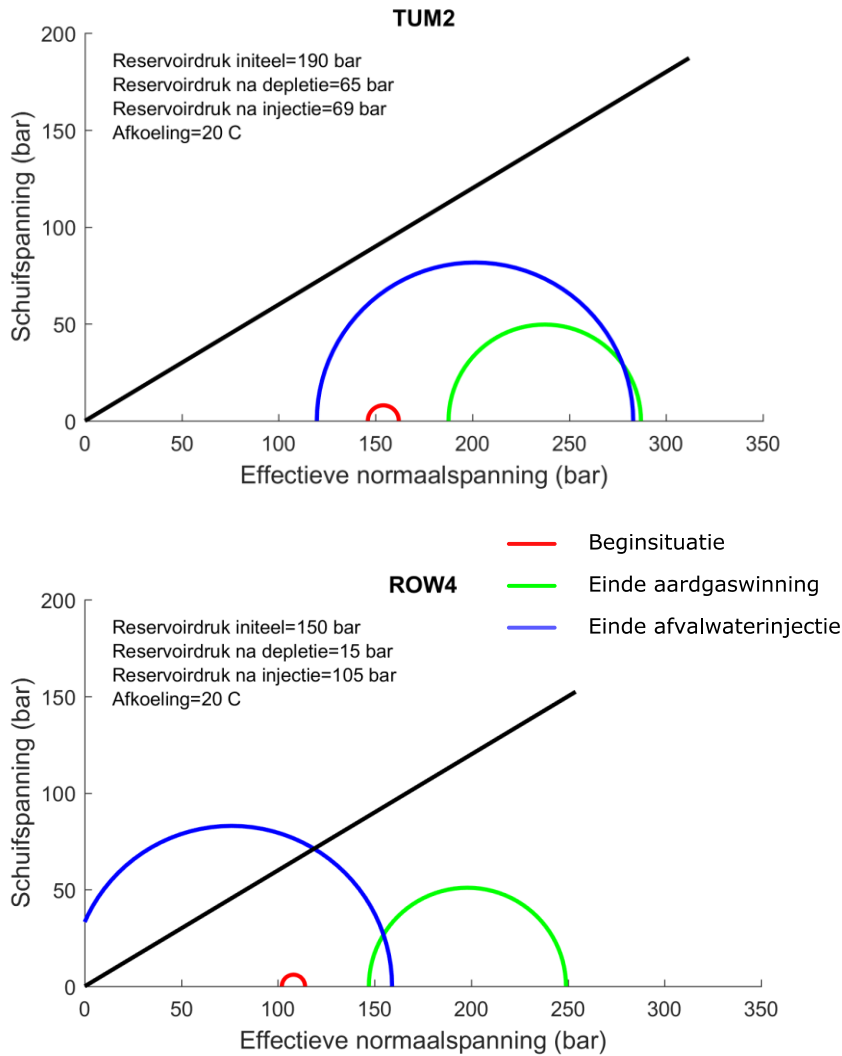 TUM2
200
150
100
50
0
Schuifspanning (bar)
Reservoirdruk initeel=190 bar
Reservoirdruk na depletie=65 bar
Reservoirdruk na injectie=69 bar
Afkoeling=20 C
0 50 100 150 200 250 300 350
Effectieve normaalspanning (bar)
Beginsituatie
Einde aardgaswinning
Einde afvalwaterinjectie
ROW4
200
150
100
50
0
Schuifspanning (bar)
Reservoirdruk initeel=150 bar
Reservoirdruk na depletie=15 bar
Reservoirdruk na injectie=105 bar
Afkoeling=20 C
0 50 100 150 200 250 300 350
Effectieve normaalspanning (bar)